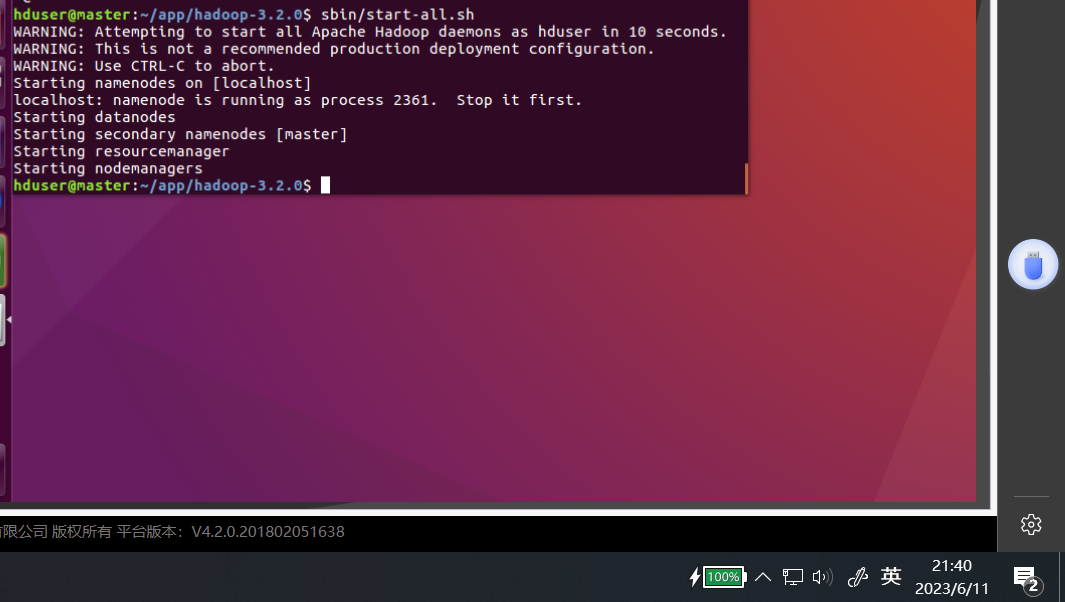 hduser@master:~/app/hadoop-3.2.0$ sbin/start-all.sh
WARNING: Attempting to start all Apache Hadoop daemons as hduser in 10 seconds.
WARNING: This is not a recommended production deployment configuration.
WARNING: Use CTRL-C to abort.
Starting namenodes on [localhost]
localhost: namenode is running as process 2361.  Stop it first.
Starting datanodes
Starting secondary namenodes [master]
Starting resourcemanager
Starting nodemanagers
hduser@master:~/app/hadoop-3.2.0$
有限公司 版权所有 平台版本：V4.2.0.201802051638
100%
英
21:40
2023/6/11
2